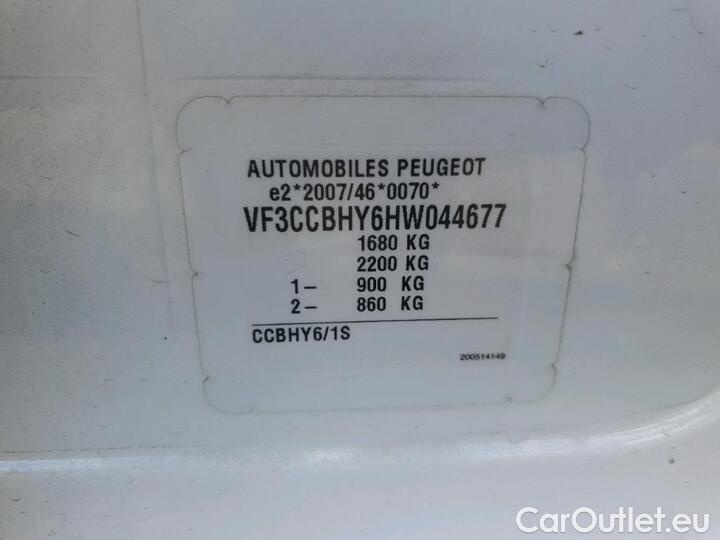 AUTOMOBILES PEUGEOT
e2*2007/46*0070*
VF3CCBHY6HW044677
1680 KG
2200 KG
1– 900 KG
2– 860 KG
CCBHY6/1S
200514149
CarOutlet.eu